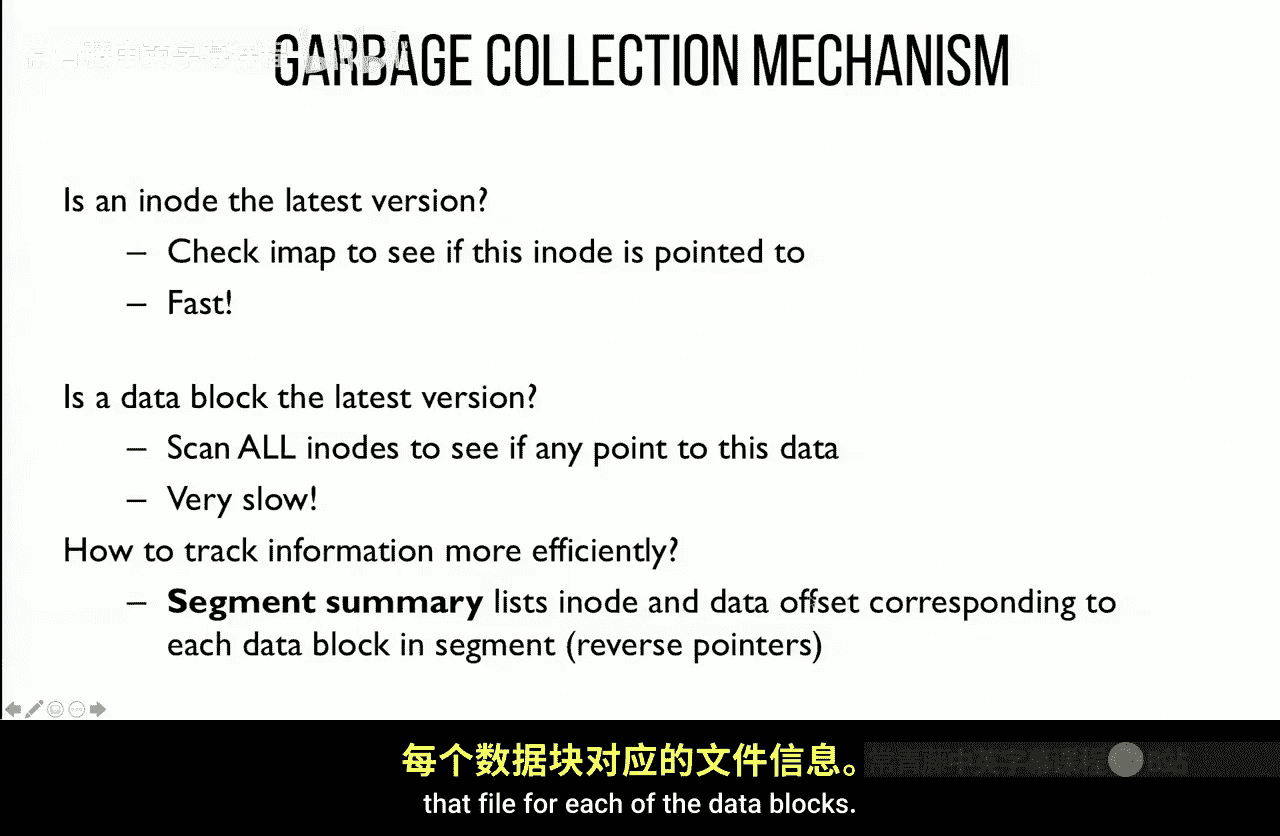 GARBAGE COLLECTION MECHANISM
Is an inode the latest version?
– Check imap to see if this inode is pointed to
– Fast!
Is a data block the latest version?
– Scan ALL inodes to see if any point to this data
– Very slow!
How to track information more efficiently?
– Segment summary lists inode and data offset corresponding to
each data block in segment (reverse pointers)
每个数据块对应的文件信息。
that file for each of the data blocks.